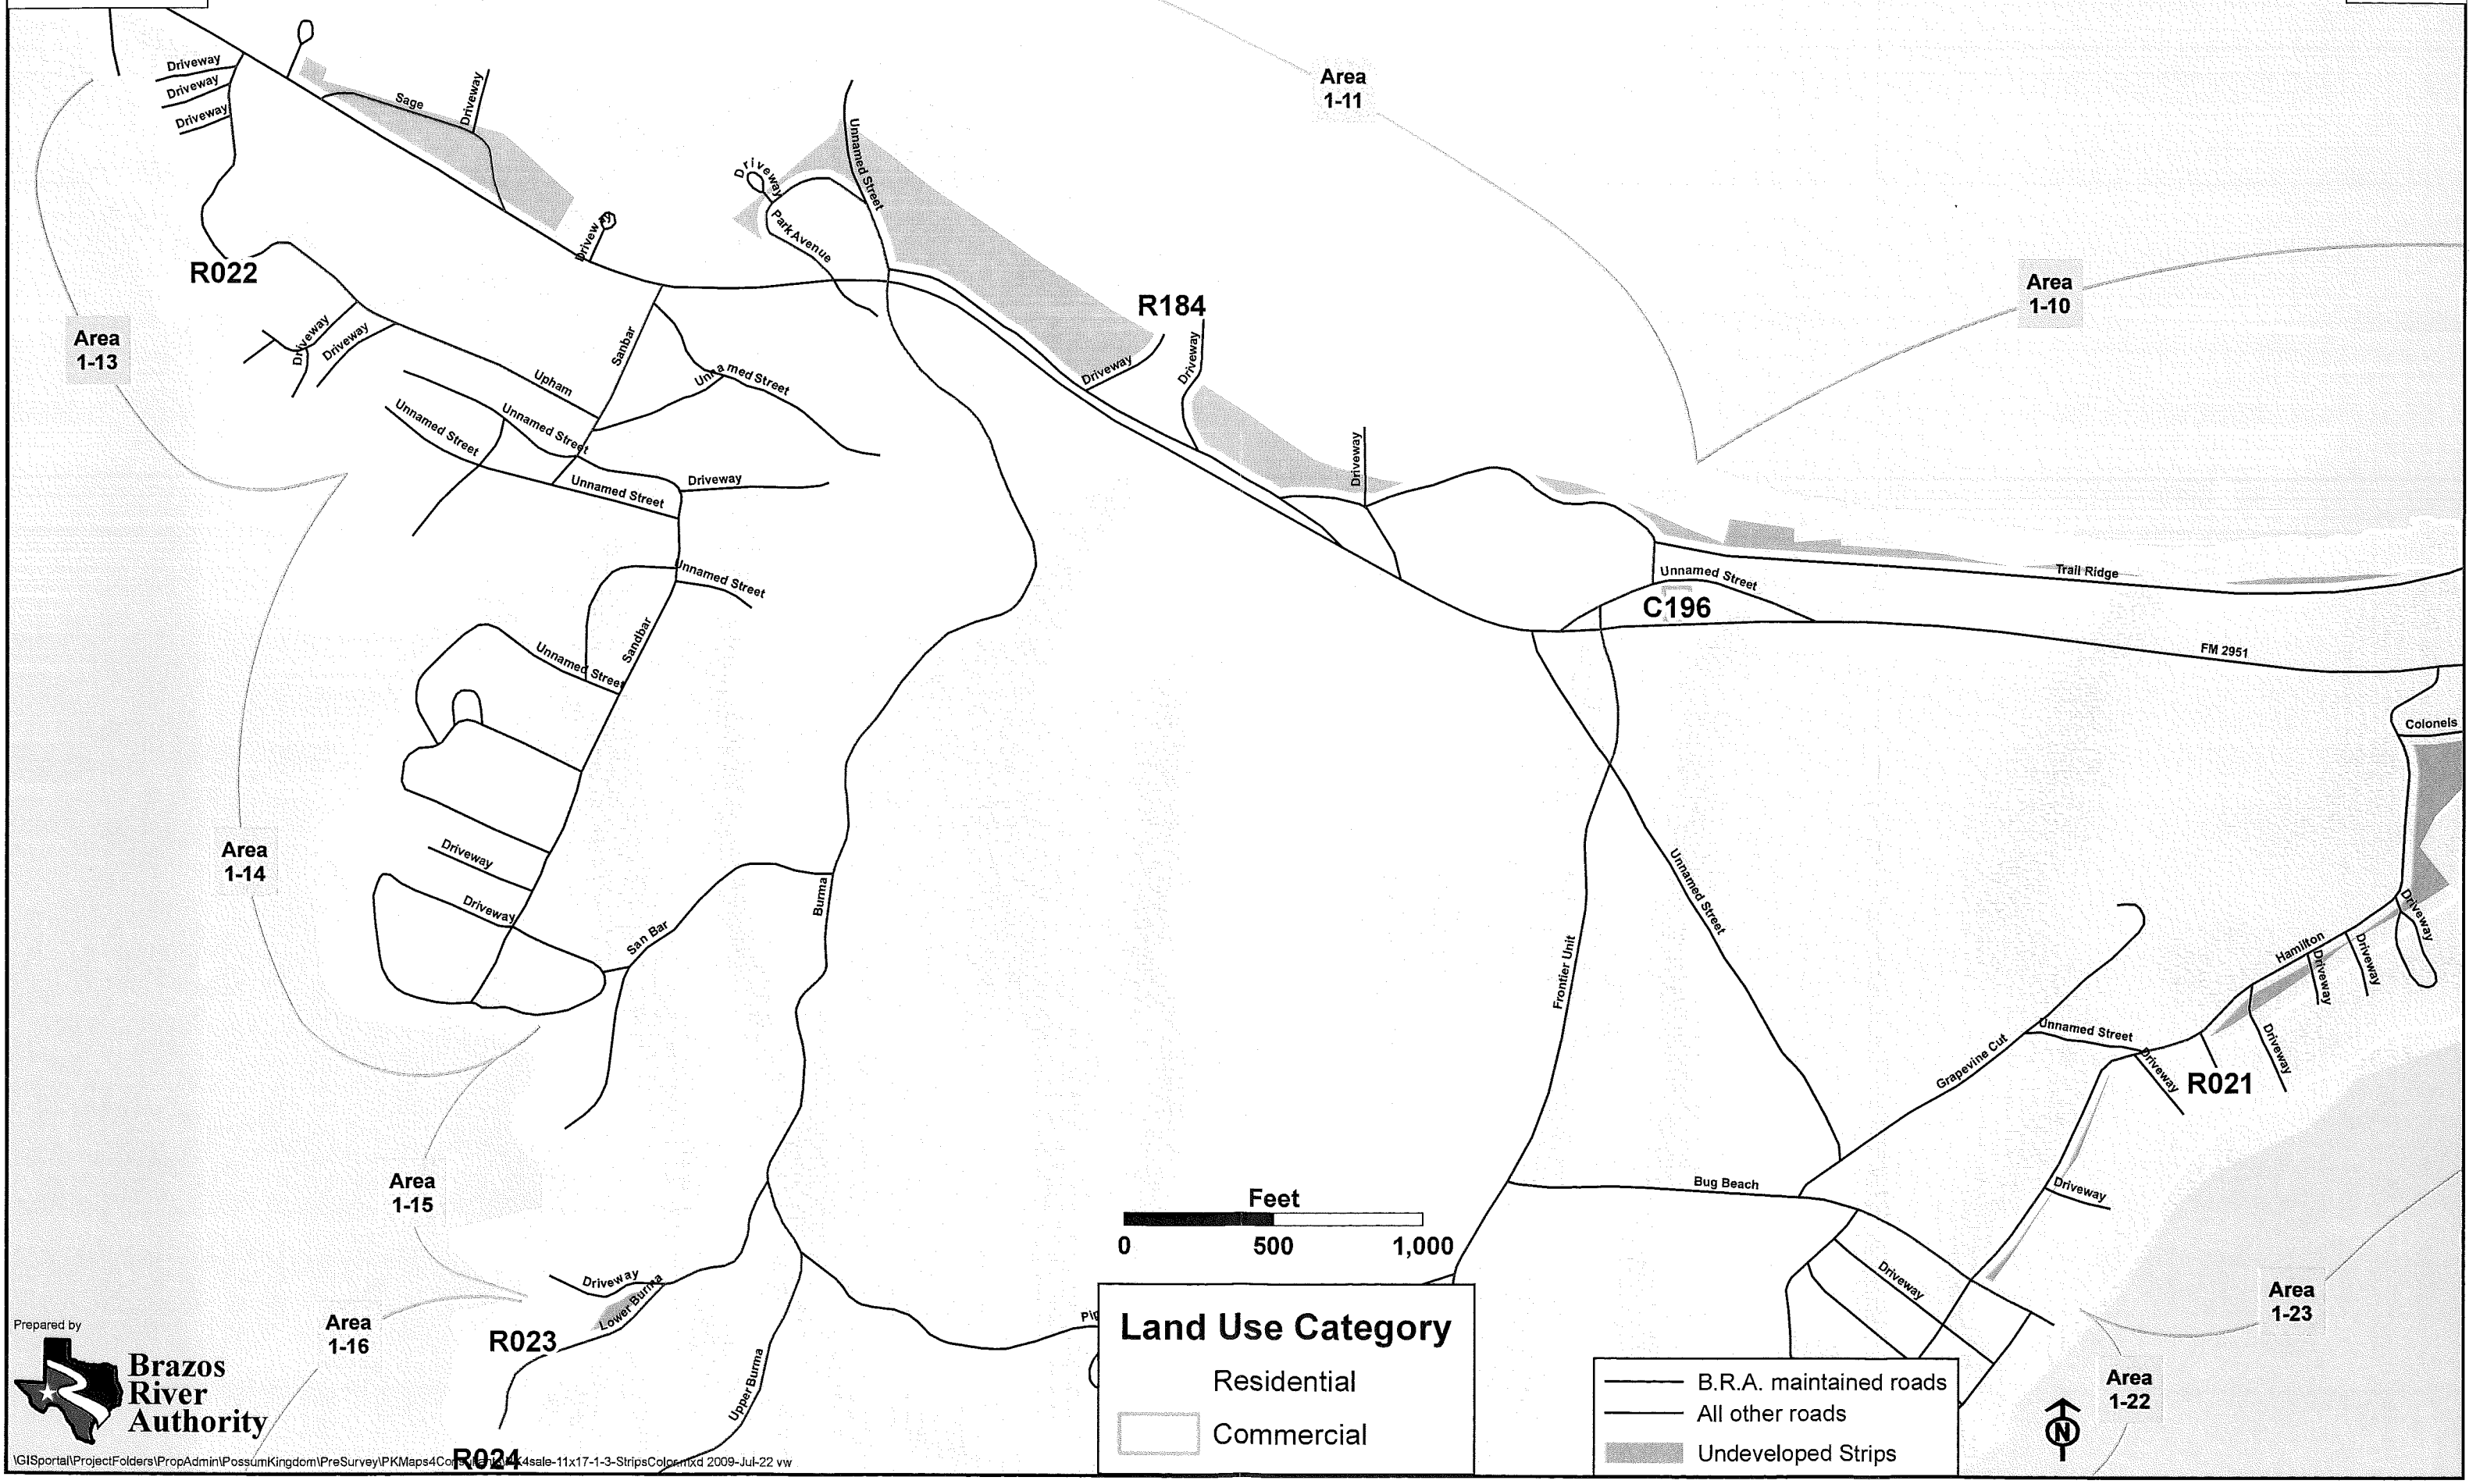 Driveway
Driveway
Driveway
Sage
Driveway
Area
1-11
Unnamed Street
Driveway
Park Avenue
Driveway
R022
Area
1-10
R184
Area
1-13
Driveway
Driveway
Sanbar
Driveway
Driveway
Upham
Unnamed Street
Unnamed Street
Unnamed Street
Unnamed Street
Driveway
Driveway
Unnamed Street
Trail Ridge
Unnamed Street
C196
FM 2951
Sandbar
Unnamed Street
Colonels
Area
1-14
Driveway
Driveway
Burma
San Bar
Unnamed Street
Frontier Unit
Driveway
Hamilton
Driveway
Driveway
Driveway
Grapevine Cut
Unnamed Street
Driveway
R021
Area
1-15
Bug Beach
Driveway
Driveway
Feet
0 500 1,000
Driveway
Lower Burma
R023
Area
1-16
Upper Burma
Area
1-23
Area
1-22
Land Use Category
Residential
Commercial
B.R.A. maintained roads
All other roads
Undeveloped Strips
N
Prepared by
Brazos
River
Authority
R024